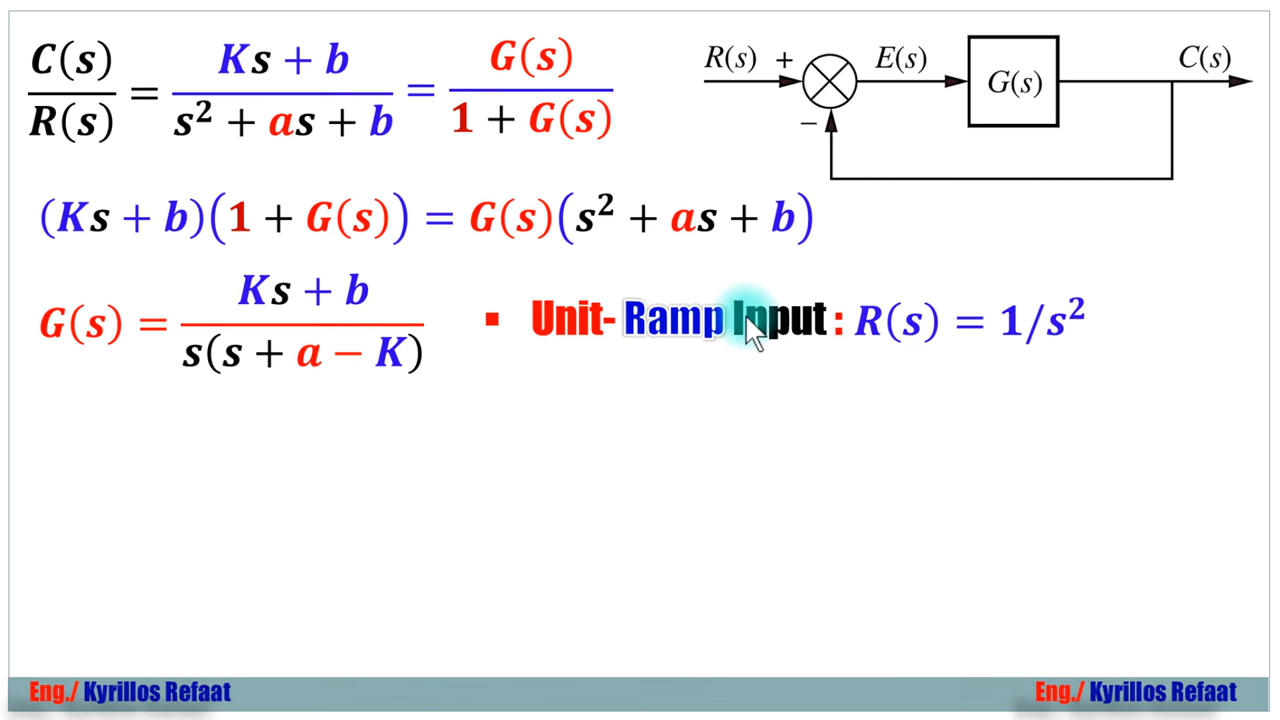 C(s)/R(s) = (Ks + b)/(s² + as + b) = G(s)/(1 + G(s))
R(s) + E(s) G(s) C(s)
−
(Ks + b)(1 + G(s)) = G(s)(s² + as + b)
G(s) = (Ks + b)/(s(s + a − K))
▪ Unit- Ramp Input : R(s) = 1/s²
Eng./ Kyrillos Refaat
Eng./ Kyrillos Refaat